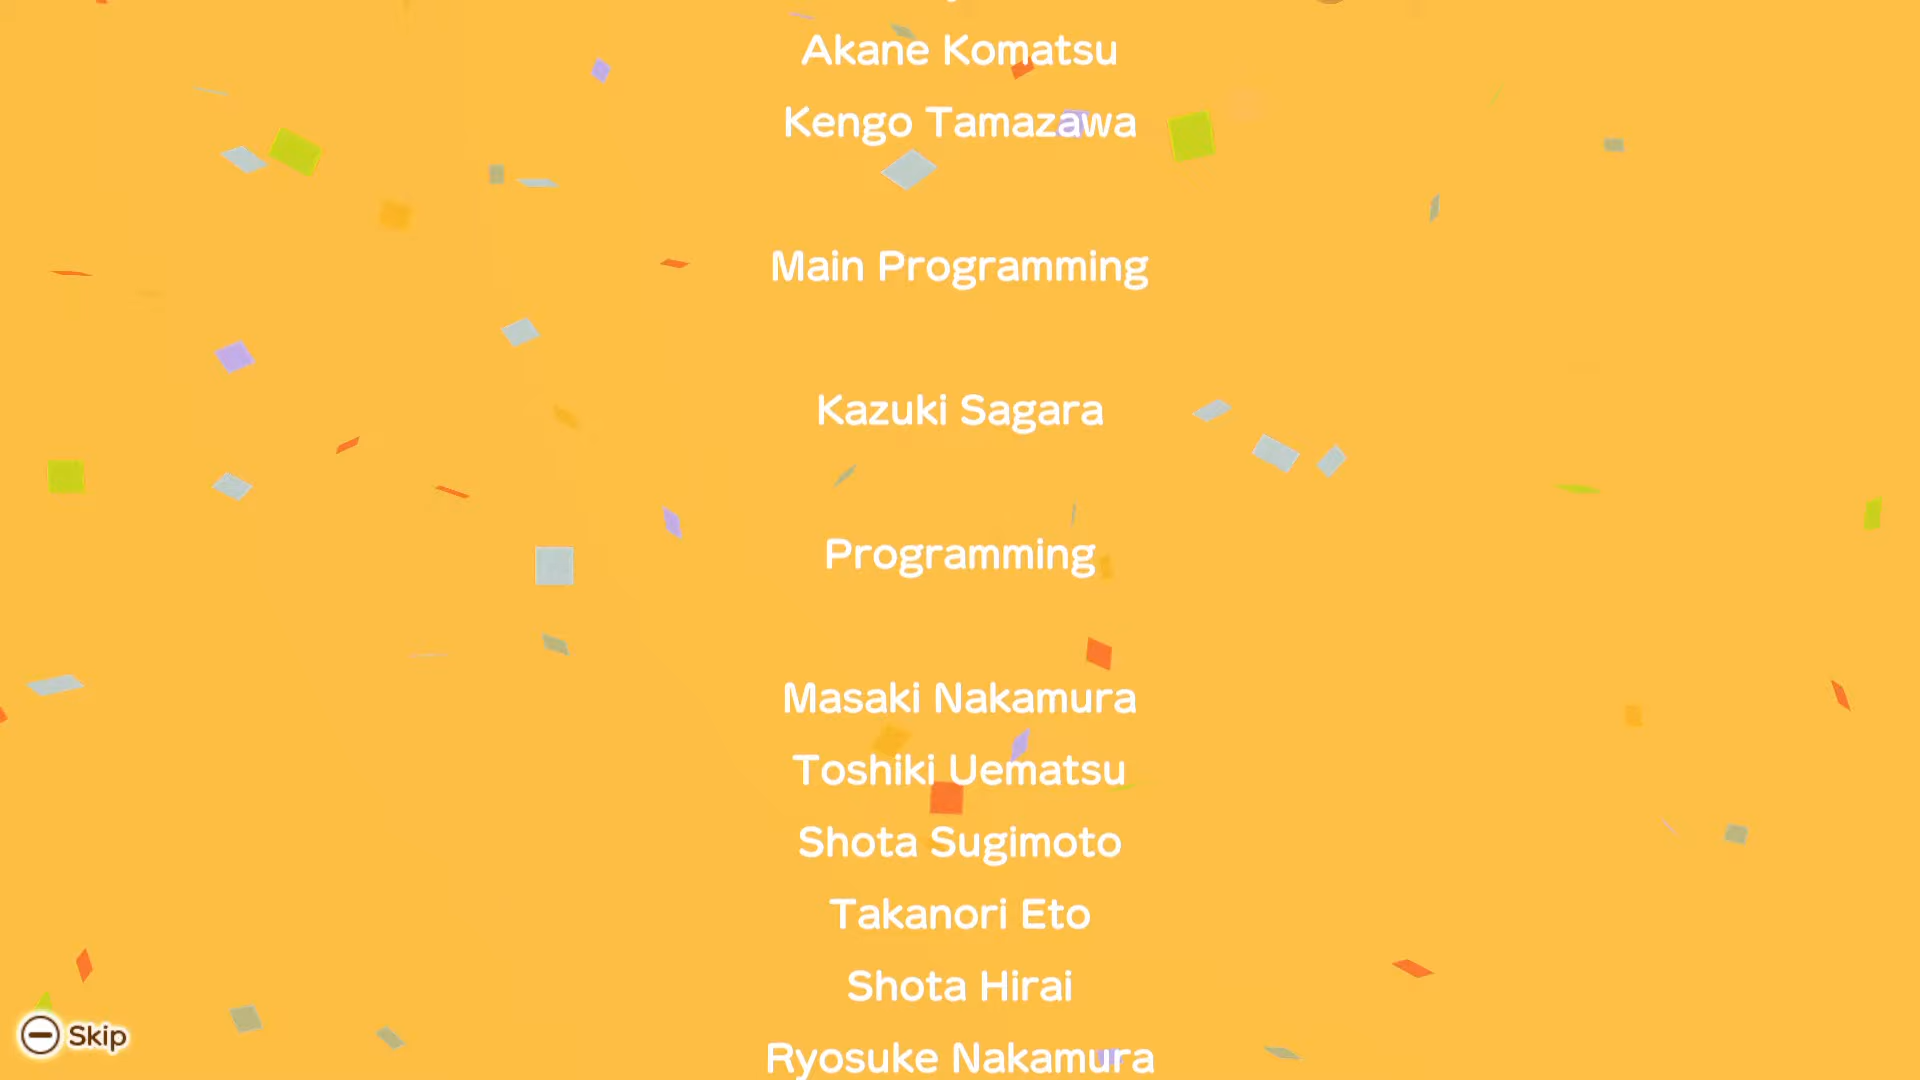 Akane Komatsu
Kengo Tamazawa
Main Programming
Kazuki Sagara
Programming
Masaki Nakamura
Toshiki Uematsu
Shota Sugimoto
Takanori Eto
Shota Hirai
Skip
Ryosuke Nakamura